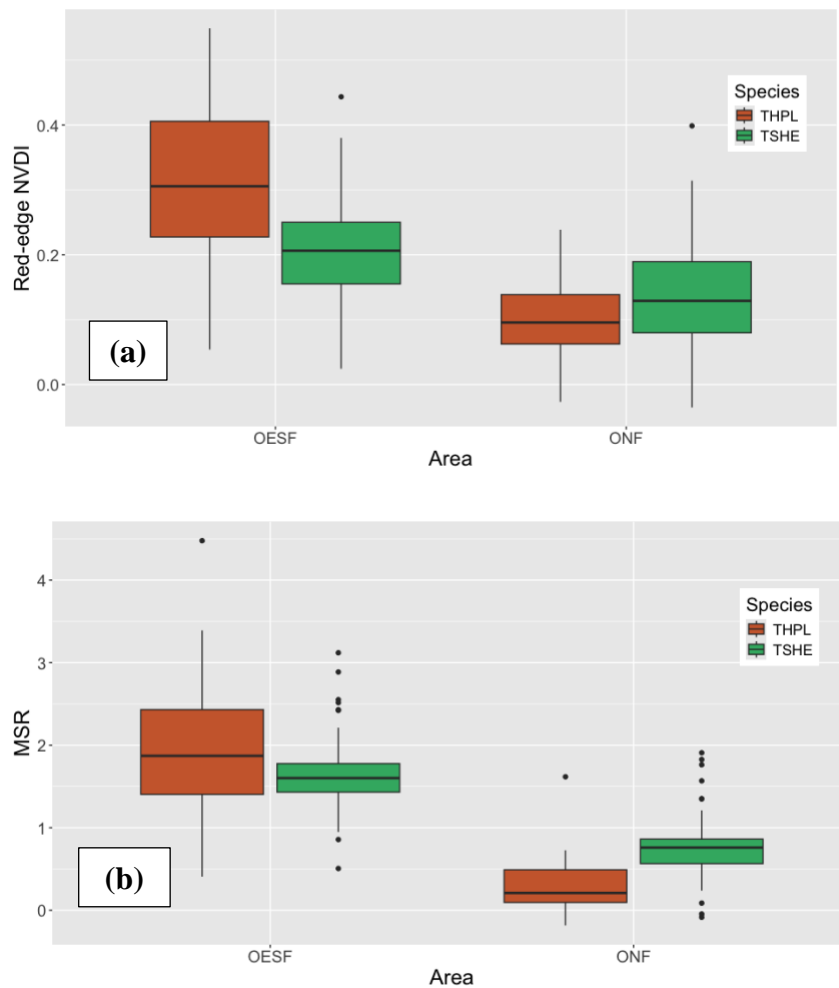 Red-edge NVDI
0.4
0.2
0.0
Species
THPL
TSHE
(a)
OESF
ONF
Area
MSR
4
3
2
1
0
Species
THPL
TSHE
(b)
OESF
ONF
Area